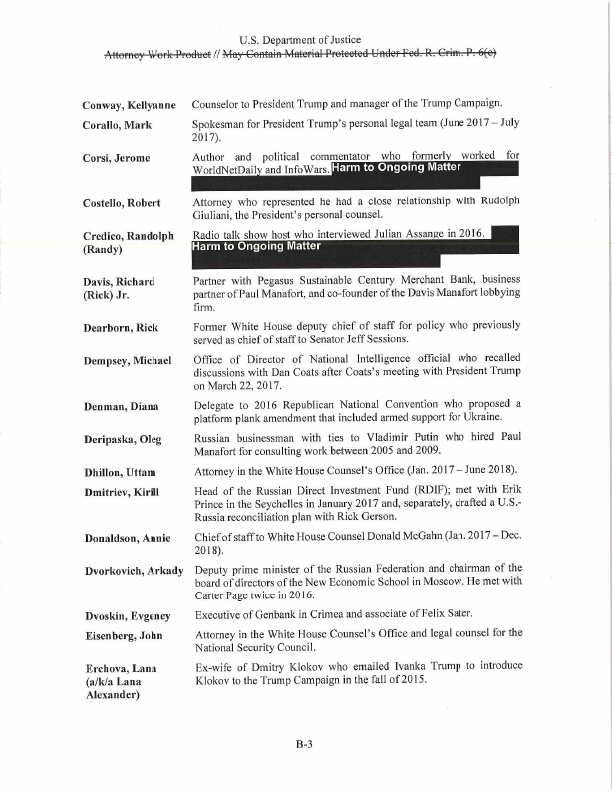 U.S. Department of Justice
Attorney Work Product // May Contain Material Protected Under Fed. R. Crim. P. 6(e)
Conway, Kellyanne Counselor to President Trump and manager of the Trump Campaign.
Corallo, Mark Spokesman for President Trump's personal legal team (June 2017 – July
2017).
Corsi, Jerome Author and political commentator who formerly worked for
WorldNetDaily and InfoWars. Harm to Ongoing Matter
Costello, Robert Attorney who represented he had a close relationship with Rudolph
Giuliani, the President's personal counsel.
Credico, Randolph Radio talk show host who interviewed Julian Assange in 2016.
(Randy) Harm to Ongoing Matter
Davis, Richard Partner with Pegasus Sustainable Century Merchant Bank, business
(Rick) Jr. partner of Paul Manafort, and co-founder of the Davis Manafort lobbying
firm.
Dearborn, Rick Former White House deputy chief of staff for policy who previously
served as chief of staff to Senator Jeff Sessions.
Dempsey, Michael Office of Director of National Intelligence official who recalled
discussions with Dan Coats after Coats's meeting with President Trump
on March 22, 2017.
Denman, Diana Delegate to 2016 Republican National Convention who proposed a
platform plank amendment that included armed support for Ukraine.
Deripaska, Oleg Russian businessman with ties to Vladimir Putin who hired Paul
Manafort for consulting work between 2005 and 2009.
Dhillon, Uttam Attorney in the White House Counsel's Office (Jan. 2017 – June 2018).
Dmitriev, Kirill Head of the Russian Direct Investment Fund (RDIF); met with Erik
Prince in the Seychelles in January 2017 and, separately, drafted a U.S.-
Russia reconciliation plan with Rick Gerson.
Donaldson, Annie Chief of staff to White House Counsel Donald McGahn (Jan. 2017 – Dec.
2018).
Dvorkovich, Arkady Deputy prime minister of the Russian Federation and chairman of the
board of directors of the New Economic School in Moscow. He met with
Carter Page twice in 2016.
Dvoskin, Evgeney Executive of Genbank in Crimea and associate of Felix Sater.
Eisenberg, John Attorney in the White House Counsel's Office and legal counsel for the
National Security Council.
Erchova, Lana Ex-wife of Dmitry Klokov who emailed Ivanka Trump to introduce
(a/k/a Lana Klokov to the Trump Campaign in the fall of 2015.
Alexander)
B-3